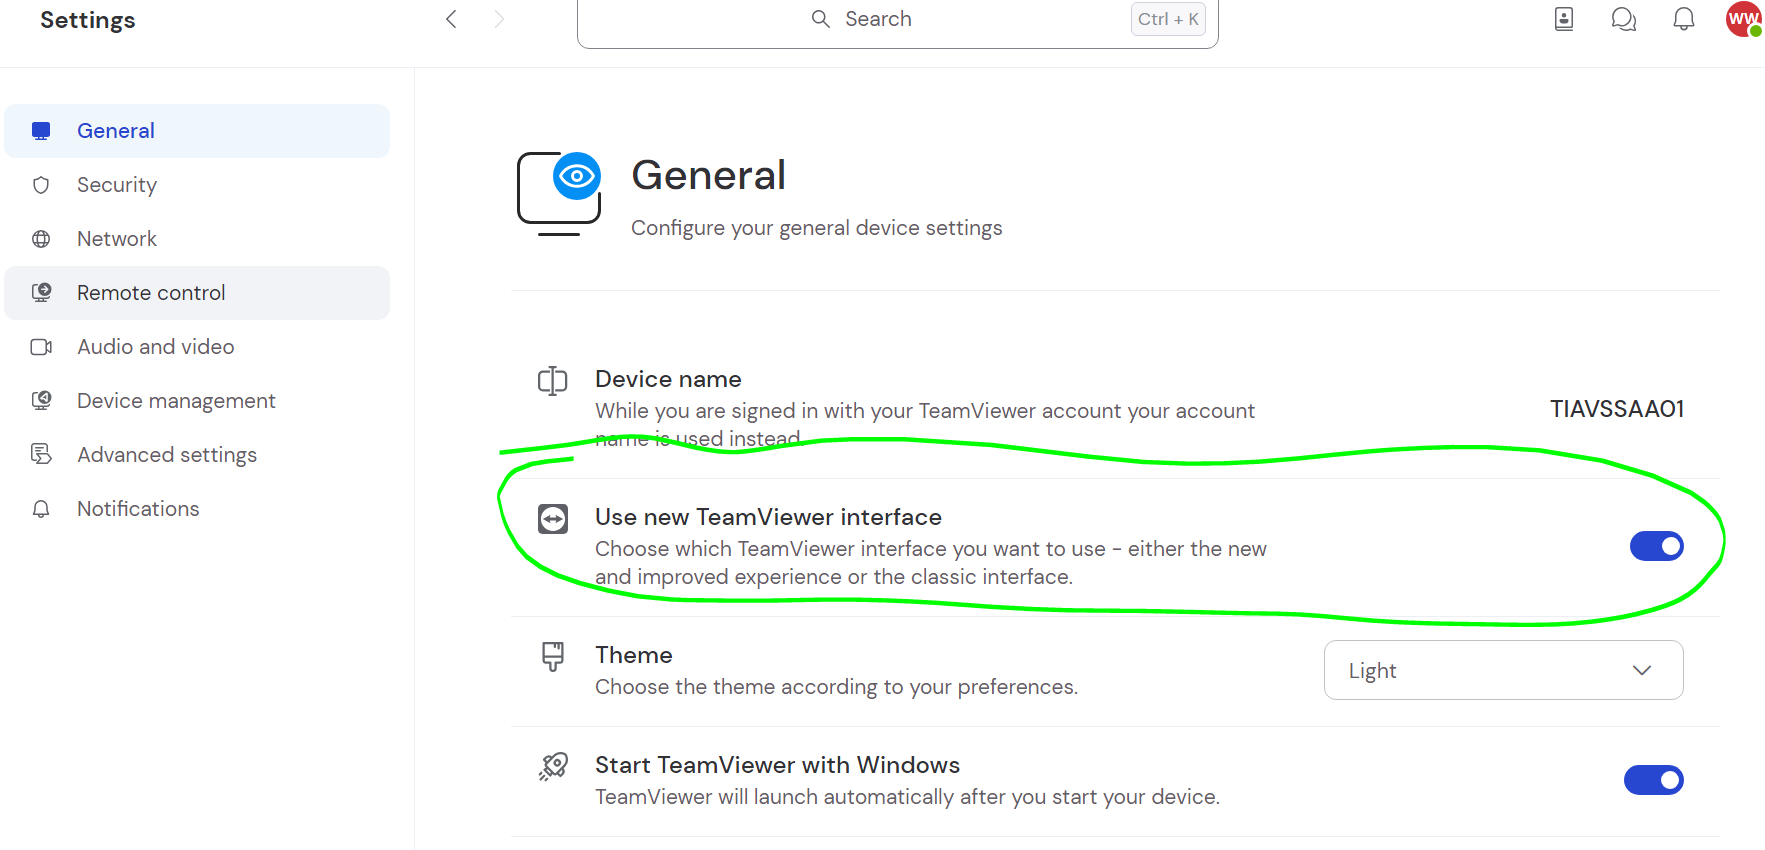 Settings
Search
Ctrl + K
WW
General
Security
Network
Remote control
Audio and video
Device management
Advanced settings
Notifications
General
Configure your general device settings
Device name
While you are signed in with your TeamViewer account your account
name is used instead.
TIAVSSAA01
Use new TeamViewer interface
Choose which TeamViewer interface you want to use - either the new
and improved experience or the classic interface.
Theme
Choose the theme according to your preferences.
Light
Start TeamViewer with Windows
TeamViewer will launch automatically after you start your device.